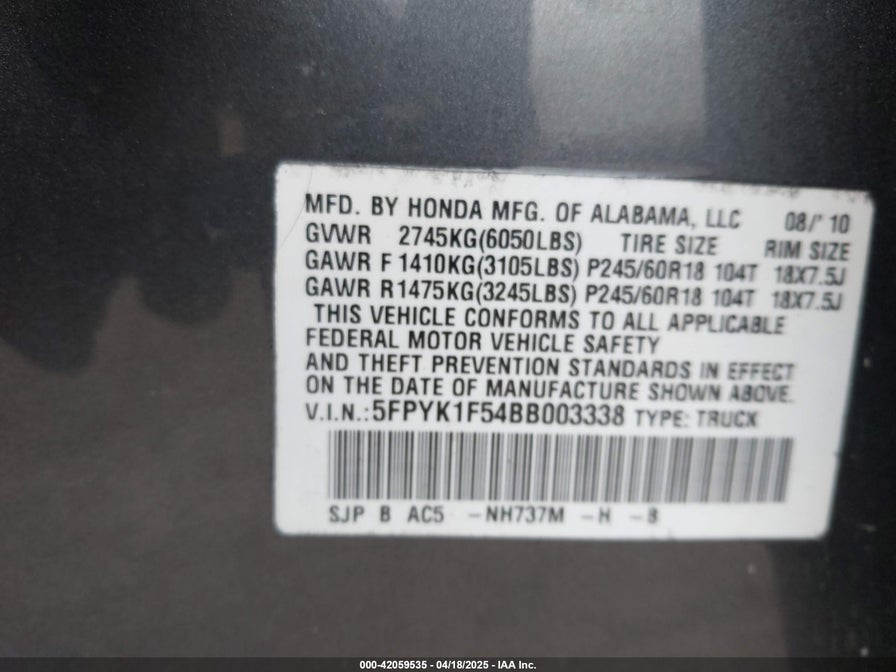 MFD. BY HONDA MFG. OF ALABAMA, LLC 08/' 10
GVWR 2745KG(6050LBS) TIRE SIZE RIM SIZE
GAWR F 1410KG(3105LBS) P245/60R18 104T 18X7.5J
GAWR R1475KG(3245LBS) P245/60R18 104T 18X7.5J
THIS VEHICLE CONFORMS TO ALL APPLICABLE
FEDERAL MOTOR VEHICLE SAFETY
AND THEFT PREVENTION STANDARDS IN EFFECT
ON THE DATE OF MANUFACTURE SHOWN ABOVE.
V.I.N.: 5FPYK1F54BB003338 TYPE: TRUCK
SJP B AC5 -NH737M -H -8
000-42059535 - 04/18/2025 - IAA Inc.